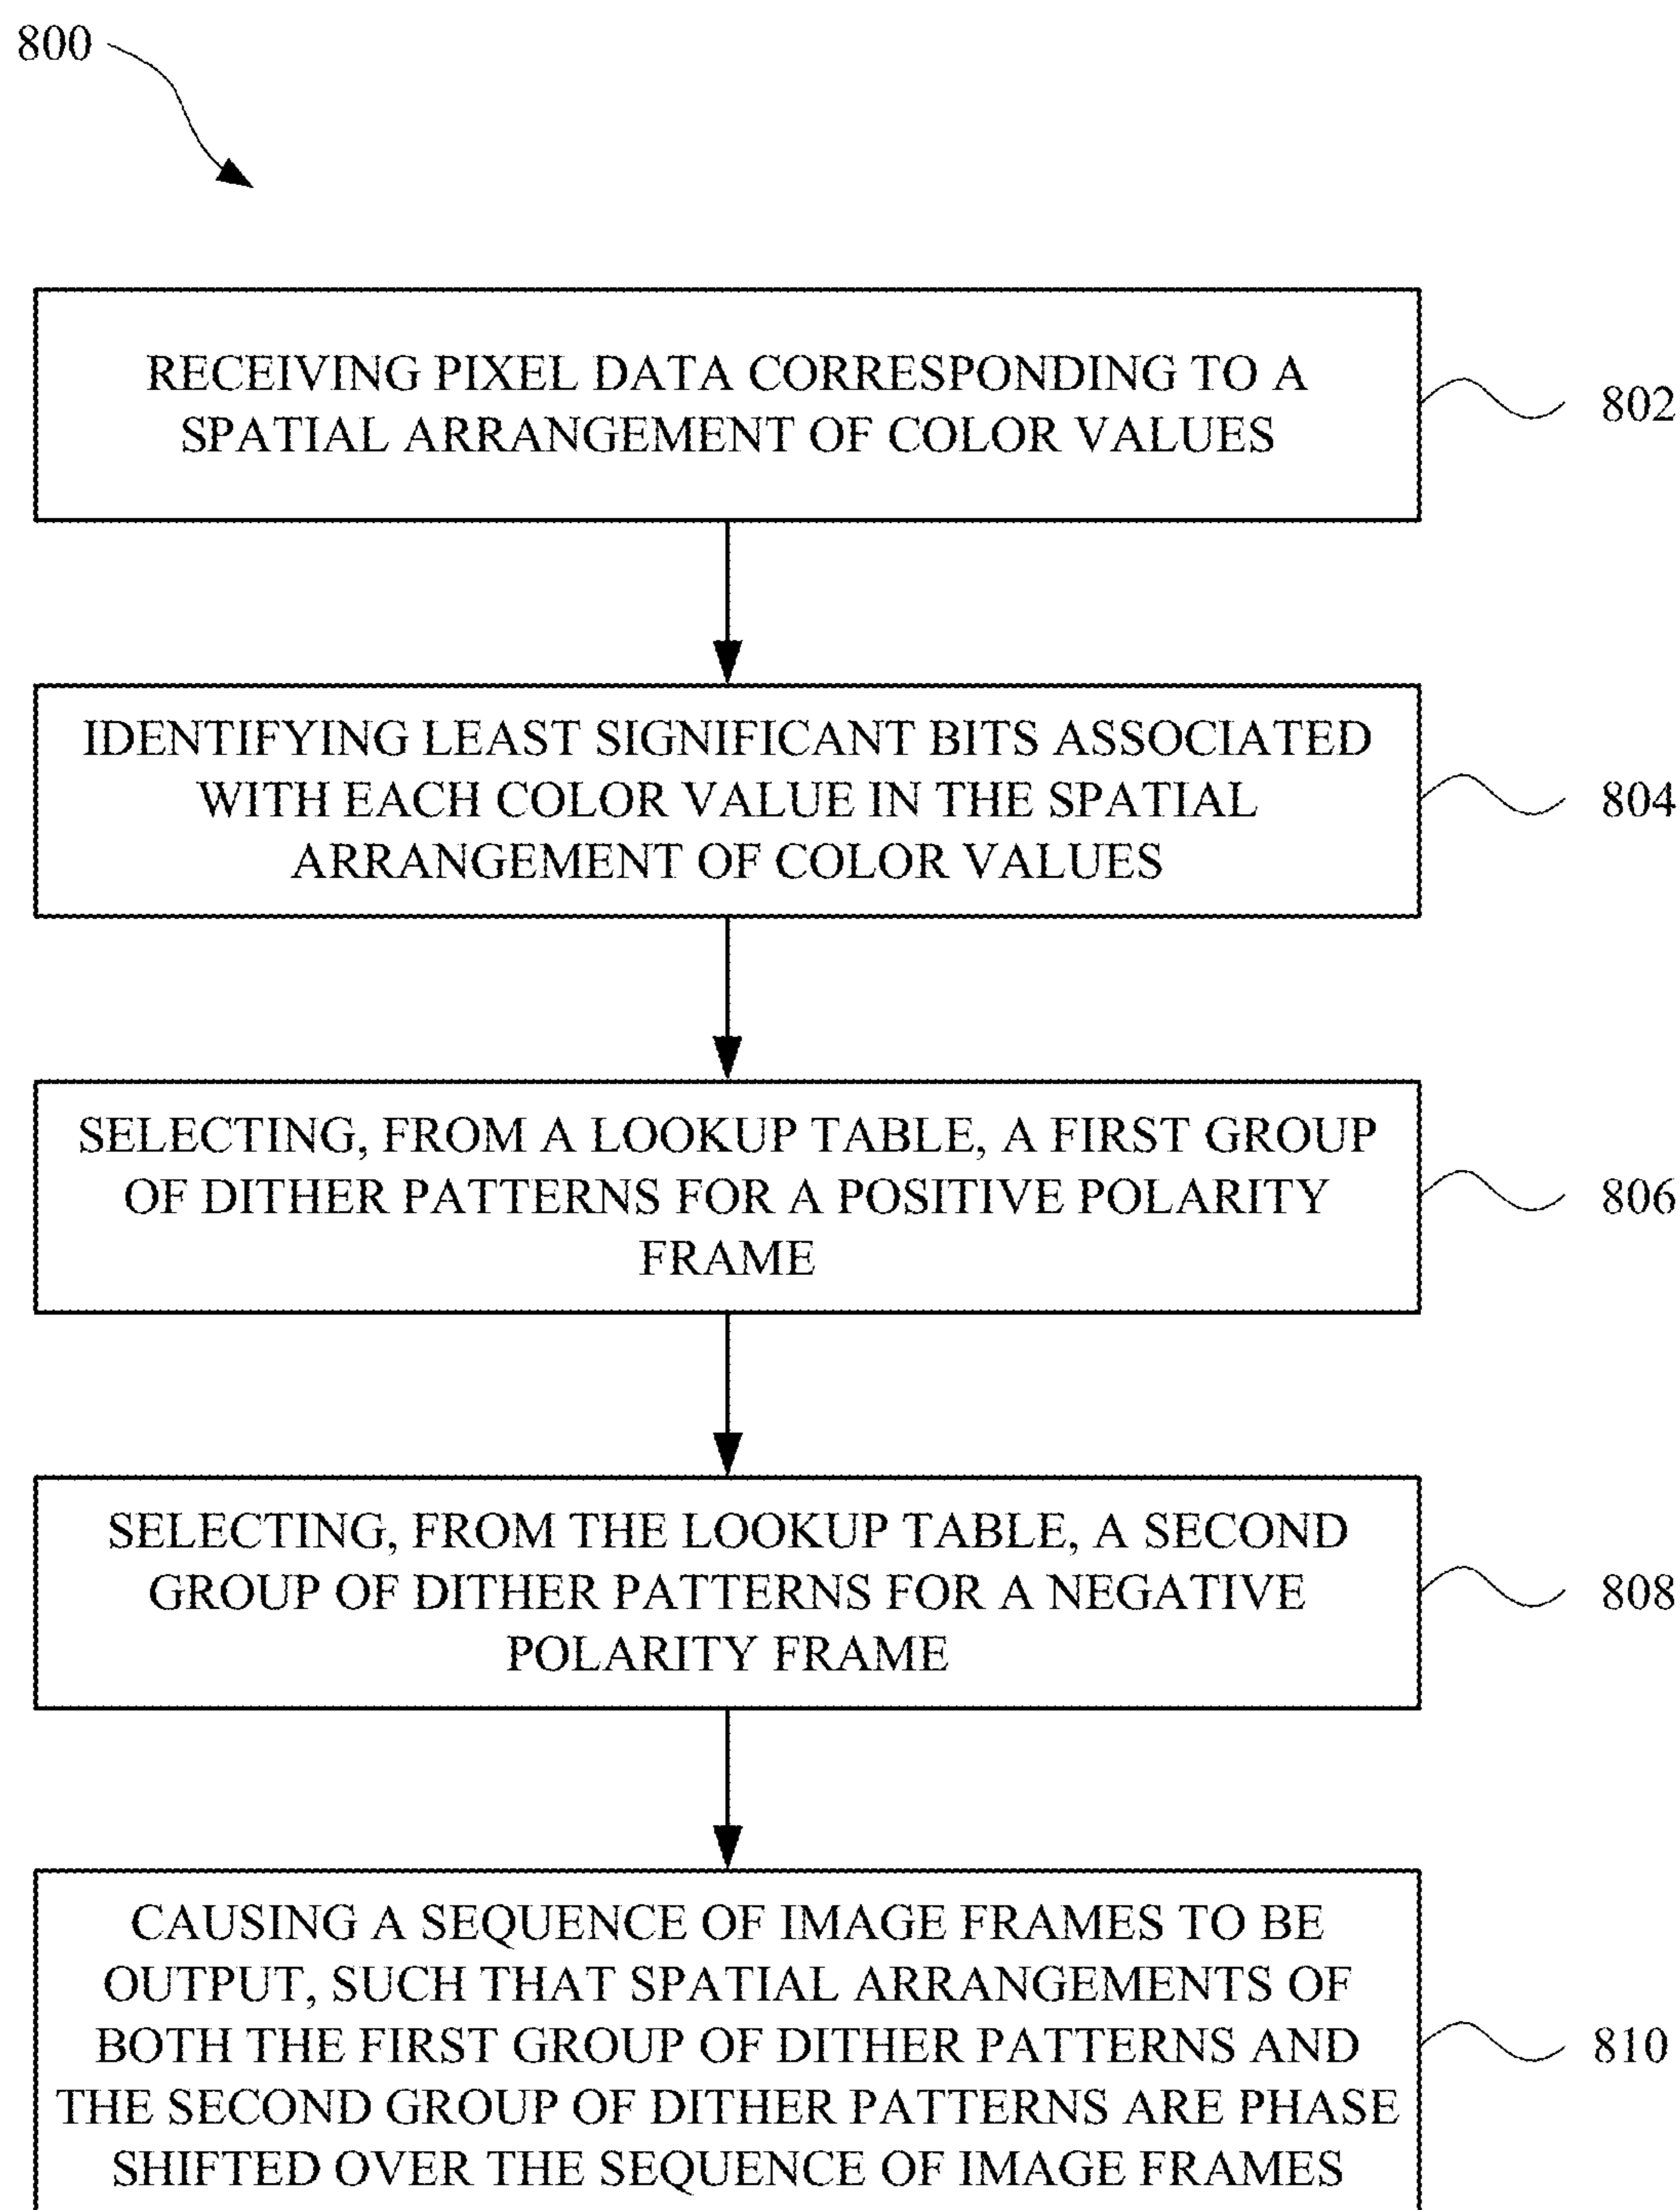 800
RECEIVING PIXEL DATA CORRESPONDING TO A
SPATIAL ARRANGEMENT OF COLOR VALUES
802
IDENTIFYING LEAST SIGNIFICANT BITS ASSOCIATED
WITH EACH COLOR VALUE IN THE SPATIAL
ARRANGEMENT OF COLOR VALUES
804
SELECTING, FROM A LOOKUP TABLE, A FIRST GROUP
OF DITHER PATTERNS FOR A POSITIVE POLARITY
FRAME
806
SELECTING, FROM THE LOOKUP TABLE, A SECOND
GROUP OF DITHER PATTERNS FOR A NEGATIVE
POLARITY FRAME
808
CAUSING A SEQUENCE OF IMAGE FRAMES TO BE
OUTPUT, SUCH THAT SPATIAL ARRANGEMENTS OF
BOTH THE FIRST GROUP OF DITHER PATTERNS AND
THE SECOND GROUP OF DITHER PATTERNS ARE PHASE
SHIFTED OVER THE SEQUENCE OF IMAGE FRAMES
810